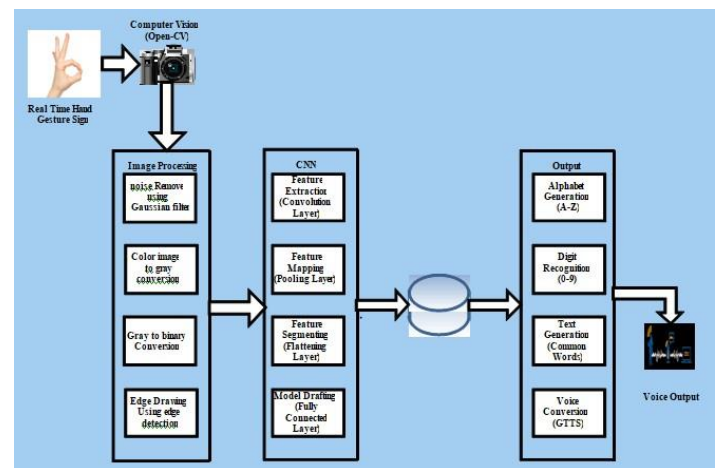 Computer Vision
(Open-CV)
Real Time Hand
Gesture Sign
Image Processing
noise Remove
using
Gaussian filter
Color image
to gray
conversion
Gray to binary
Conversion
Edge Drawing
Using edge
detection
CNN
Feature
Extraction
(Convolution
Layer)
Feature
Mapping
(Pooling Layer)
Feature
Segmenting
(Flattening
Layer)
Model Drafting
(Fully
Connected
Layer)
Output
Alphabet
Generation
(A-Z)
Digit
Recognition
(0-9)
Text
Generation
(Common
Words)
Voice
Conversion
(GTTS)
Voice Output